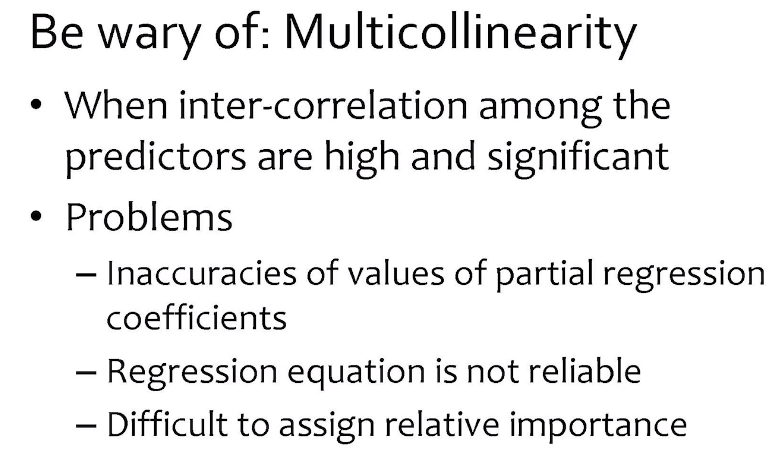 Be wary of: Multicollinearity
• When inter-correlation among the
predictors are high and significant
• Problems
– Inaccuracies of values of partial regression
coefficients
– Regression equation is not reliable
– Difficult to assign relative importance